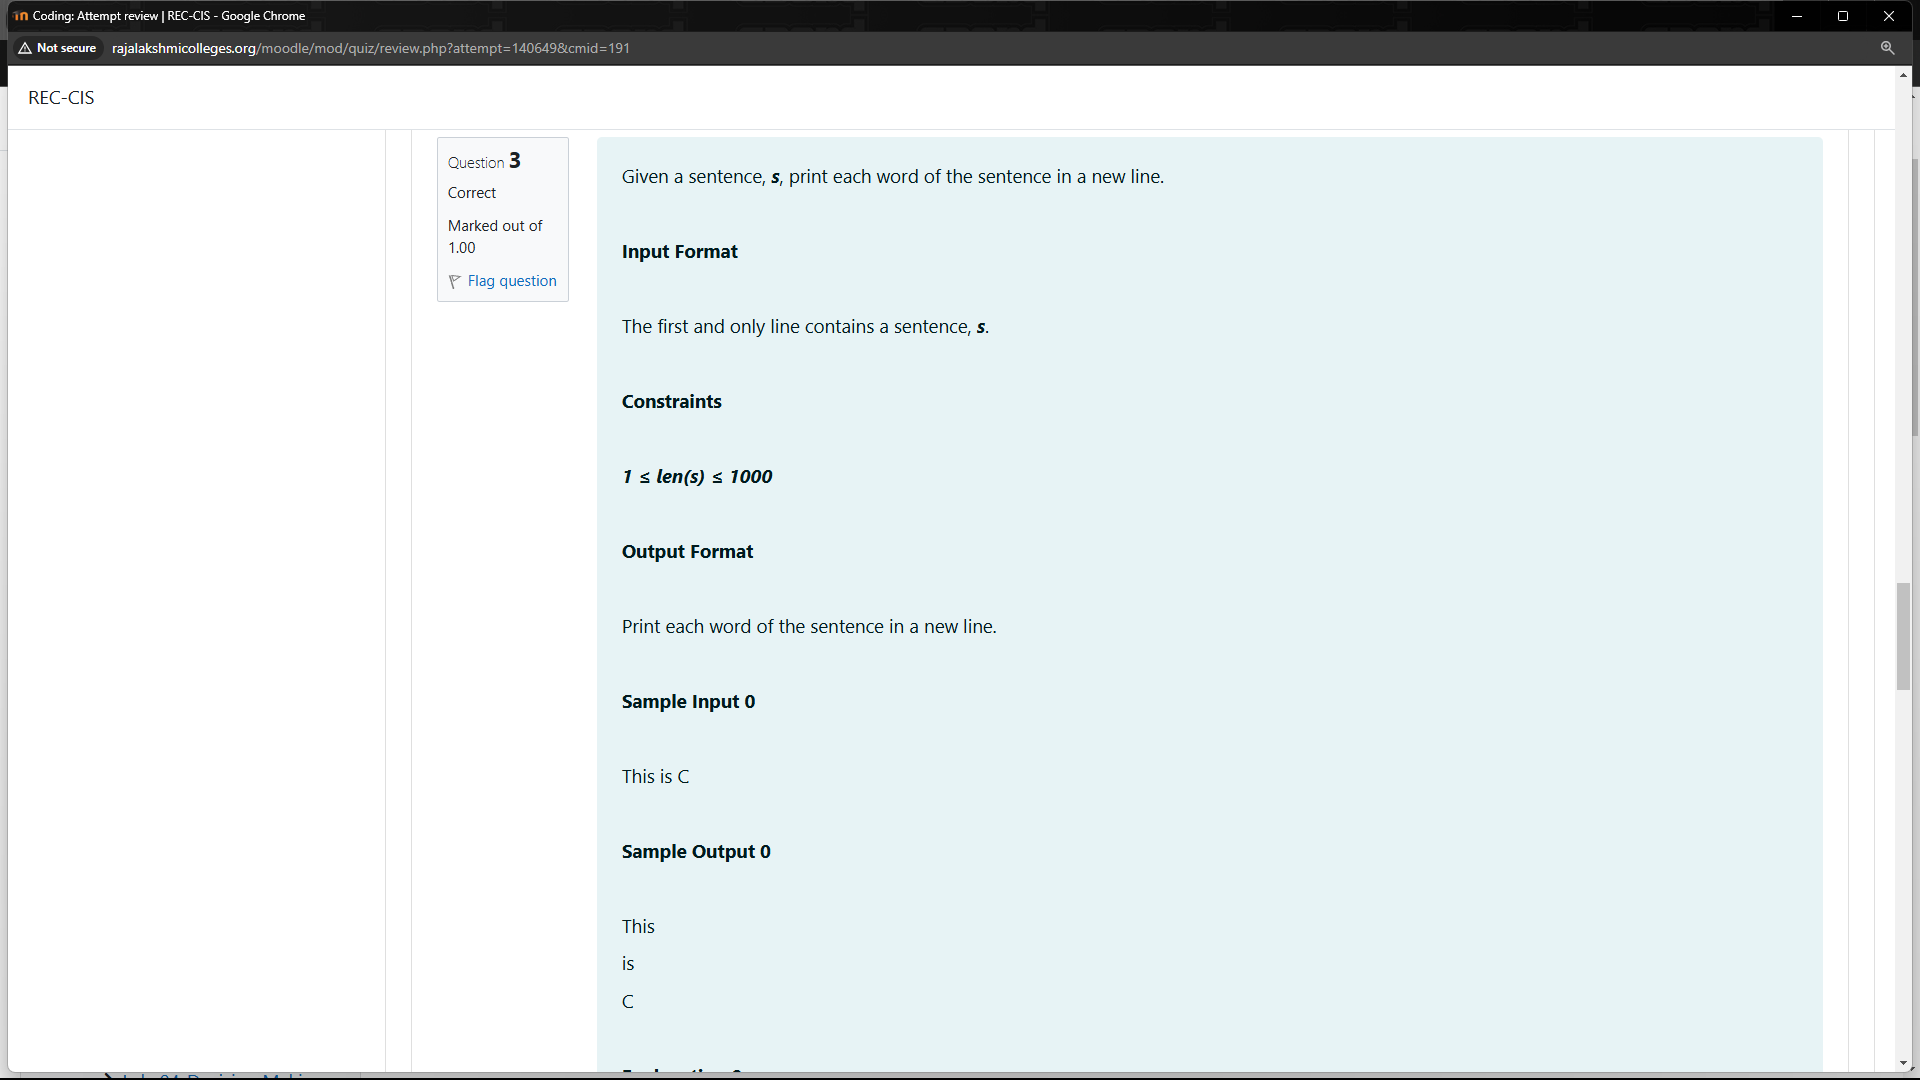 Coding: Attempt review | REC-CIS - Google Chrome
Not secure rajalakshmicolleges.org/moodle/mod/quiz/review.php?attempt=140649&cmid=191
REC-CIS
Question 3
Correct
Marked out of
1.00
Flag question
Given a sentence, s, print each word of the sentence in a new line.
Input Format
The first and only line contains a sentence, s.
Constraints
1 ≤ len(s) ≤ 1000
Output Format
Print each word of the sentence in a new line.
Sample Input 0
This is C
Sample Output 0
This
is
C